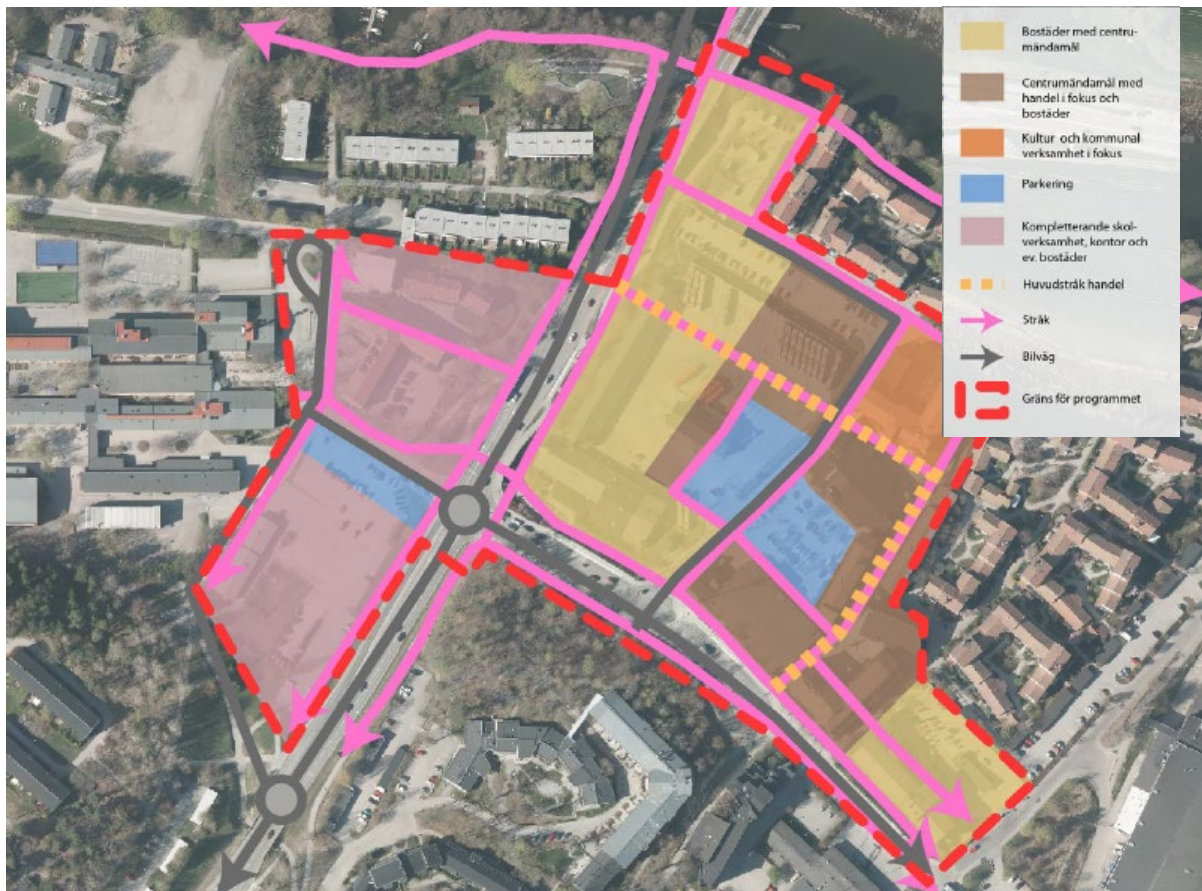 Bostäder med centru-
mändamål
Centrumändamål med
handel i fokus och
bostäder
Kultur- och kommunal
verksamhet i fokus
Parkering
Kompletterande skol-
verksamhet, kontor och
ev. bostäder
Huvudstråk handel
Stråk
Bilväg
Gräns för programmet